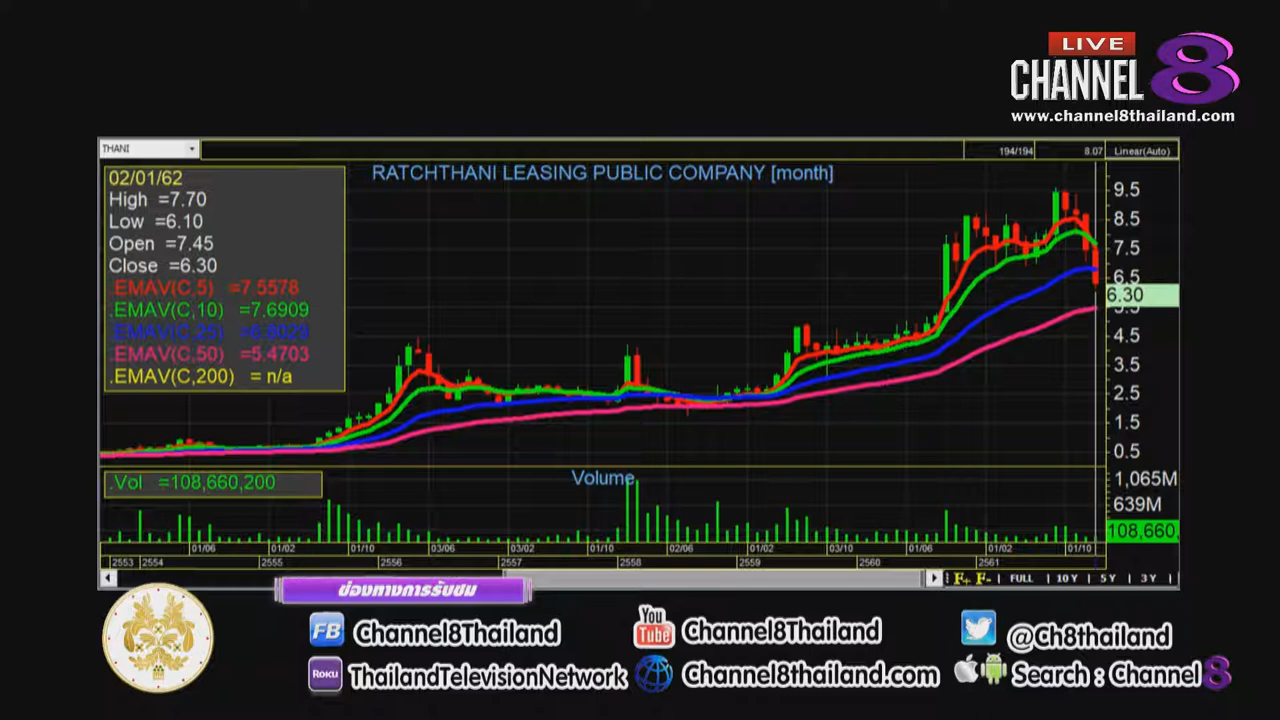 LIVE
CHANNEL 8
www.channel8thailand.com
THANI
194/194
8.07
Linear(Auto)
RATCHTHANI LEASING PUBLIC COMPANY [month]
02/01/62
High =7.70
Low =6.10
Open =7.45
Close =6.30
.EMAV(C,5) =7.5578
.EMAV(C,10) =7.6909
.EMAV(C,25) =6.8029
.EMAV(C,50) =5.4703
.EMAV(C,200) = n/a
9.5
8.5
7.5
6.5
6.30
5.5
4.5
3.5
2.5
1.5
0.5
.Vol =108,660,200
Volume
1,065M
639M
108,660,
01/06 01/02 01/10 03/06 03/02 01/10 02/06 01/02 03/10 01/06 01/02 01/10
2553 2554 2555 2556 2557 2558 2559 2560 2561
F+ F- FULL 10 Y 5 Y 3 Y
ช่องทางการรับชม
FB Channel8Thailand
You Tube Channel8Thailand
@Ch8thailand
ROKU ThailandTelevisionNetwork
Channel8thailand.com
Search : Channel 8